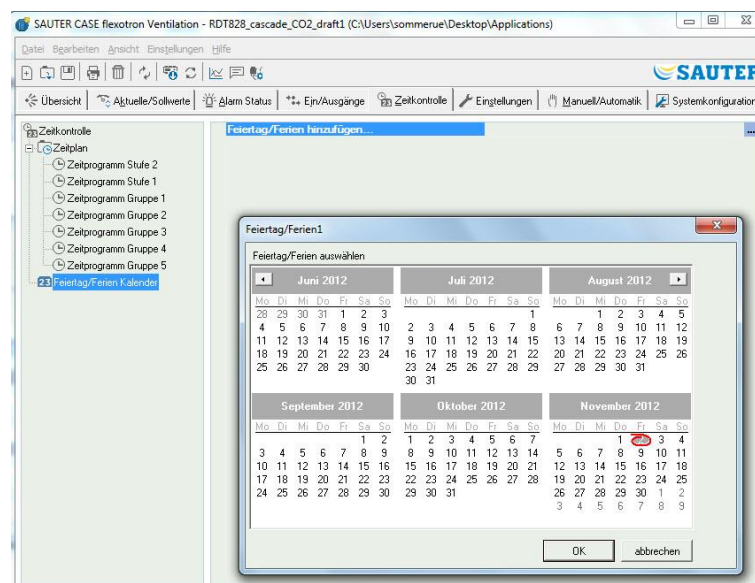 SAUTER CASE flexotron Ventilation - RDT828_cascade_CO2_draft1 (C:\Users\sommerue\Desktop\Applications)
Datei Bearbeiten Ansicht Einstellungen Hilfe
SAUTER
Übersicht Aktuelle/Sollwerte Alarm Status Ein/Ausgänge Zeitkontrolle Einstellungen Manuell/Automatik Systemkonfiguration
Zeitkontrolle
Zeitplan
Zeitprogramm Stufe 2
Zeitprogramm Stufe 1
Zeitprogramm Gruppe 1
Zeitprogramm Gruppe 2
Zeitprogramm Gruppe 3
Zeitprogramm Gruppe 4
Zeitprogramm Gruppe 5
23 Feiertag/Ferien Kalender
Feiertag/Ferien hinzufügen... ...
Feiertag/Ferien1
Feiertag/Ferien auswählen
Juni 2012 Juli 2012 August 2012
Mo Di Mi Do Fr Sa So Mo Di Mi Do Fr Sa So Mo Di Mi Do Fr Sa So
28 29 30 31 1 2 3 1 1 2 3 4 5
4 5 6 7 8 9 10 2 3 4 5 6 7 8 6 7 8 9 10 11 12
11 12 13 14 15 16 17 9 10 11 12 13 14 15 13 14 15 16 17 18 19
18 19 20 21 22 23 24 16 17 18 19 20 21 22 20 21 22 23 24 25 26
25 26 27 28 29 30 23 24 25 26 27 28 29 27 28 29 30 31
30 31
September 2012 Oktober 2012 November 2012
Mo Di Mi Do Fr Sa So Mo Di Mi Do Fr Sa So Mo Di Mi Do Fr Sa So
1 2 1 2 3 4 5 6 7 1 3 4
3 4 5 6 7 8 9 8 9 10 11 12 13 14 5 6 7 8 9 10 11
10 11 12 13 14 15 16 15 16 17 18 19 20 21 12 13 14 15 16 17 18
17 18 19 20 21 22 23 22 23 24 25 26 27 28 19 20 21 22 23 24 25
24 25 26 27 28 29 30 29 30 31 26 27 28 29 30 1 2
3 4 5 6 7 8 9
OK abbrechen